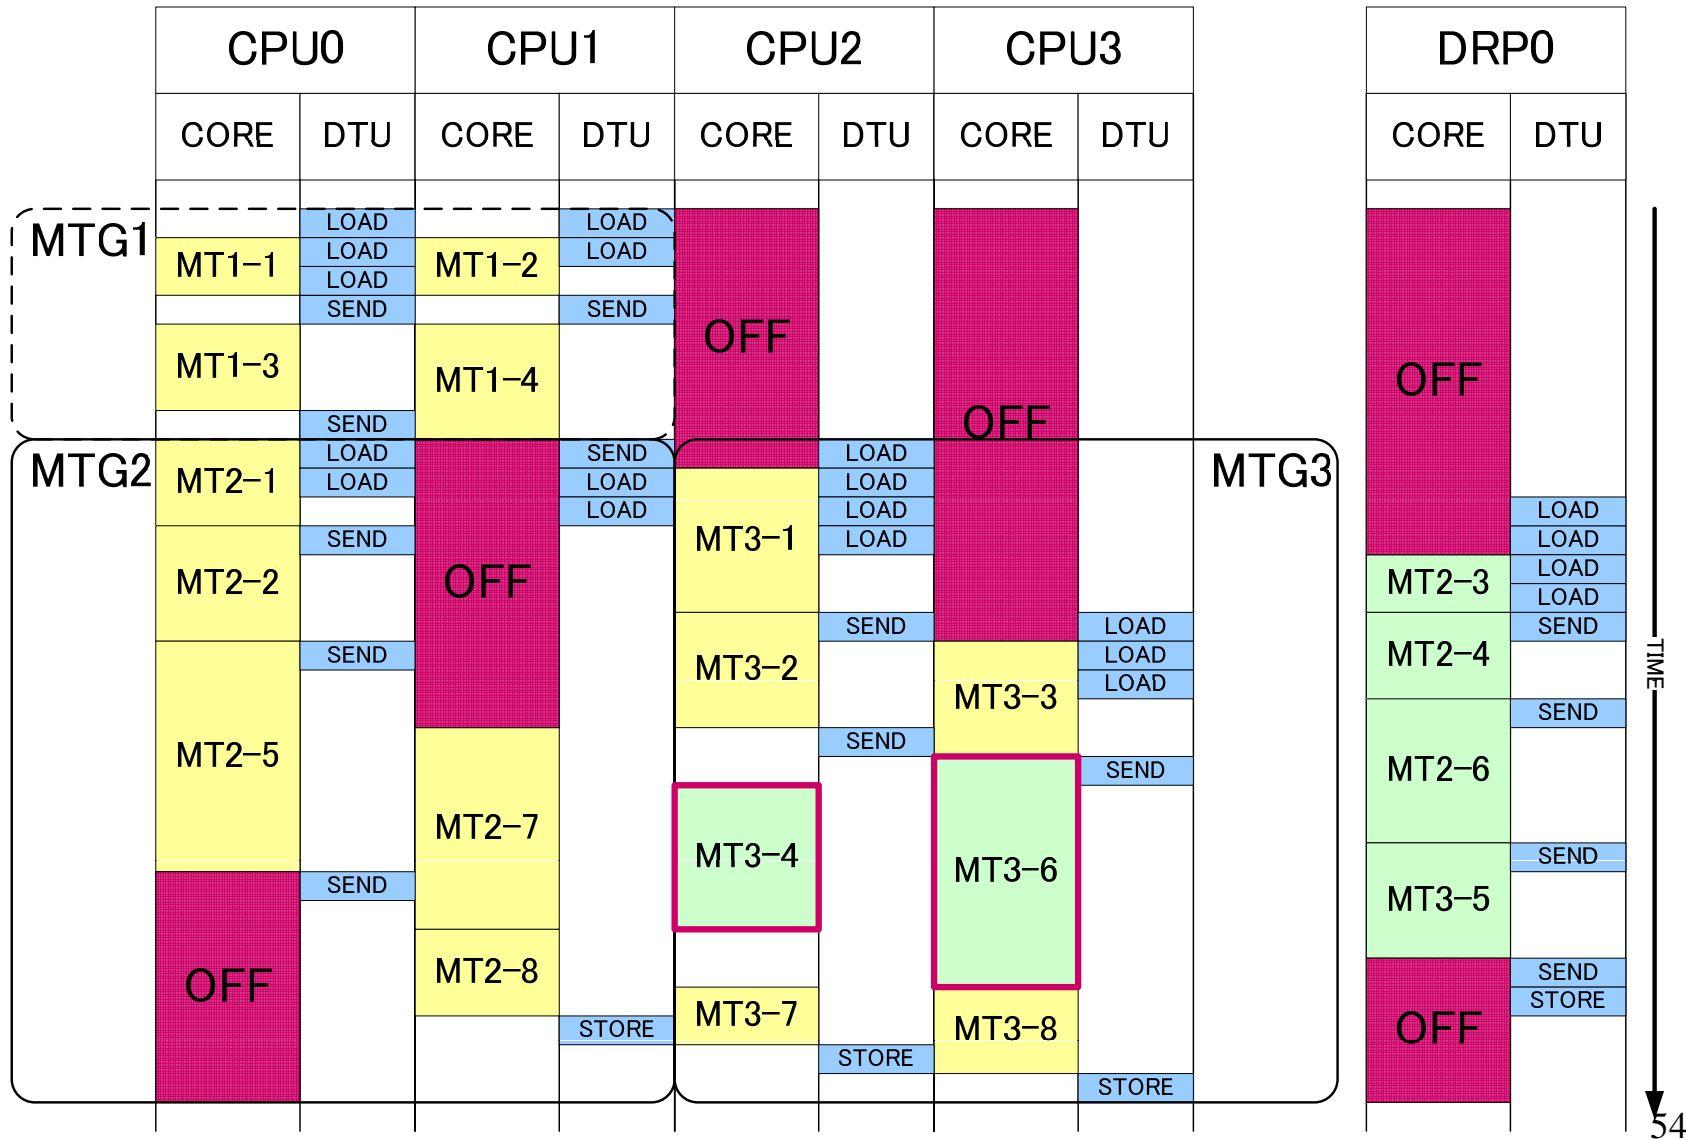 CPU0 CPU1 CPU2 CPU3 DRP0
CORE DTU CORE DTU CORE DTU CORE DTU CORE DTU
LOAD LOAD
MTG1
LOAD LOAD
MT1-1 MT1-2
LOAD
SEND SEND
OFF
MT1-3 MT1-4 OFF
OFF
SEND
LOAD SEND LOAD
MTG2 MT2-1 MTG3
LOAD LOAD LOAD
LOAD LOAD LOAD
SEND MT3-1 LOAD LOAD
MT2-2 OFF MT2-3 LOAD
LOAD
SEND LOAD SEND
SEND MT3-2 LOAD MT2-4
TIME
LOAD
MT3-3
SEND
SEND
MT2-5 SEND MT2-6
MT2-7
MT3-4 SEND
MT3-6
SEND MT3-5
MT2-8 SEND
OFF STORE
MT3-7
STORE MT3-8 OFF
STORE
STORE
54